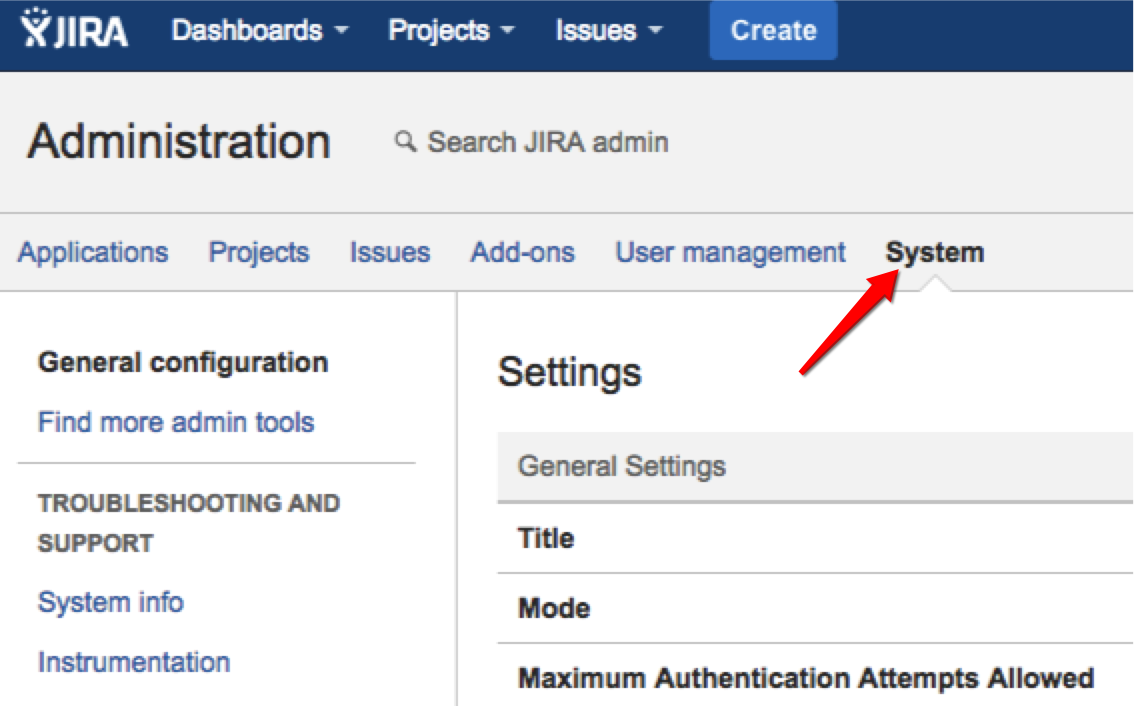 JIRA Dashboards Projects Issues Create
Administration Search JIRA admin
Applications Projects Issues Add-ons User management System
General configuration
Find more admin tools
TROUBLESHOOTING AND
SUPPORT
System info
Instrumentation
Settings
General Settings
Title
Mode
Maximum Authentication Attempts Allowed